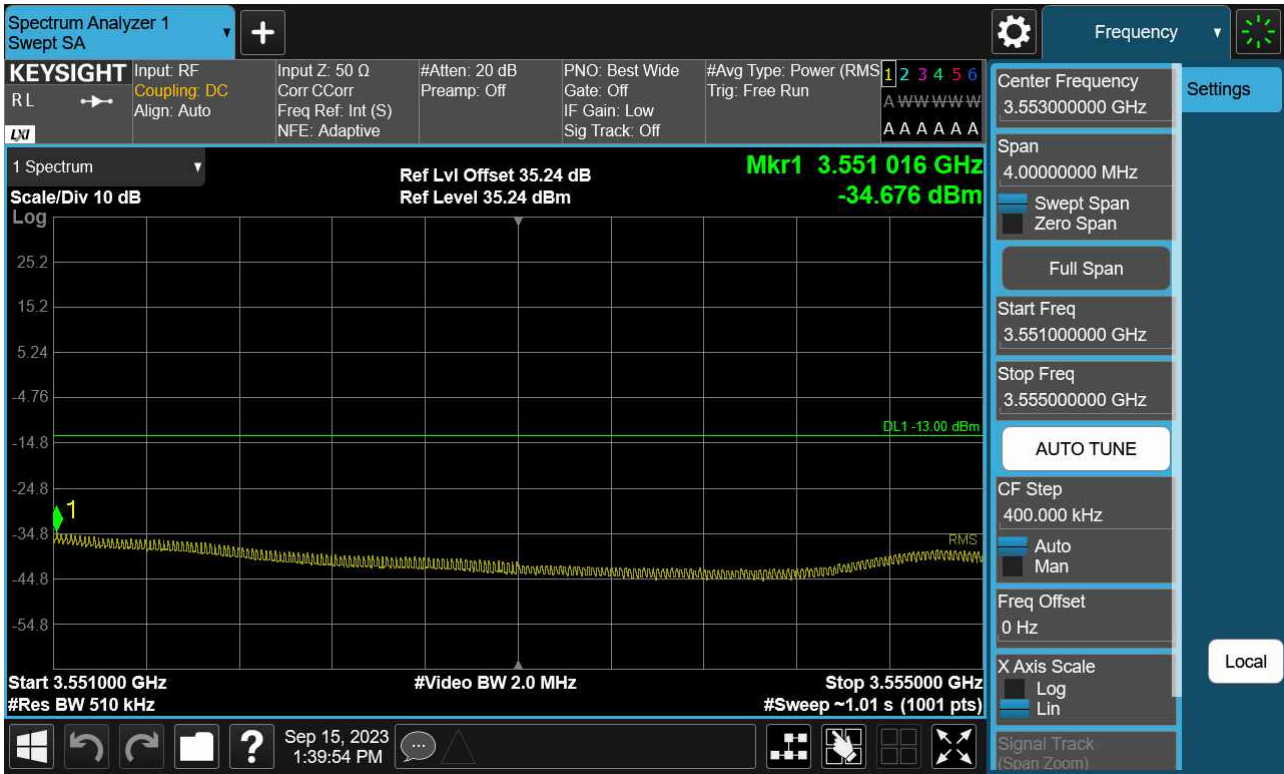 Spectrum Analyzer 1
Swept SA
+
Frequency
KEYSIGHT
RL
LXI
Input: RF
Coupling: DC
Align: Auto
Input Z: 50 Ω
Corr CCorr
Freq Ref: Int (S)
NFE: Adaptive
#Atten: 20 dB
Preamp: Off
PNO: Best Wide
Gate: Off
IF Gain: Low
Sig Track: Off
#Avg Type: Power (RMS
Trig: Free Run
1 2 3 4 5 6
A W W W W W
A A A A A A
1 Spectrum
Scale/Div 10 dB
Log
Ref Lvl Offset 35.24 dB
Ref Level 35.24 dBm
Mkr1 3.551 016 GHz
-34.676 dBm
25.2
15.2
5.24
-4.76
DL1 -13.00 dBm
-14.8
-24.8
1
-34.8
RMS
-44.8
-54.8
Start 3.551000 GHz
#Video BW 2.0 MHz
Stop 3.555000 GHz
#Res BW 510 kHz
#Sweep ~1.01 s (1001 pts)
Center Frequency
3.553000000 GHz
Settings
Span
4.00000000 MHz
Swept Span
Zero Span
Full Span
Start Freq
3.551000000 GHz
Stop Freq
3.555000000 GHz
AUTO TUNE
CF Step
400.000 kHz
Auto
Man
Freq Offset
0 Hz
X Axis Scale
Log
Lin
Local
Signal Track
(Span Zoom)
?
Sep 15, 2023
1:39:54 PM